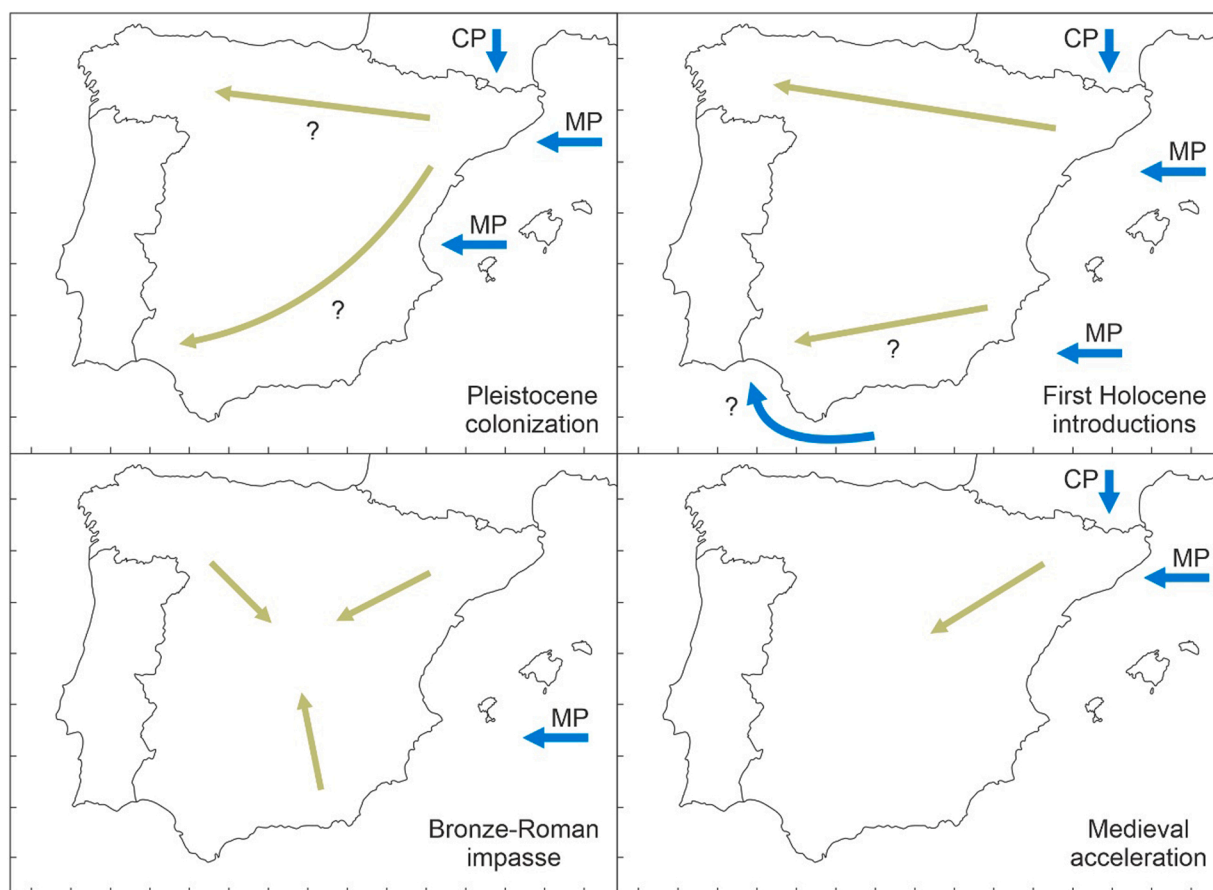 CP
MP
?
MP
?
Pleistocene
colonization
CP
MP
MP
?
?
First Holocene
introductions
MP
Bronze-Roman
impasse
CP
MP
Medieval
acceleration